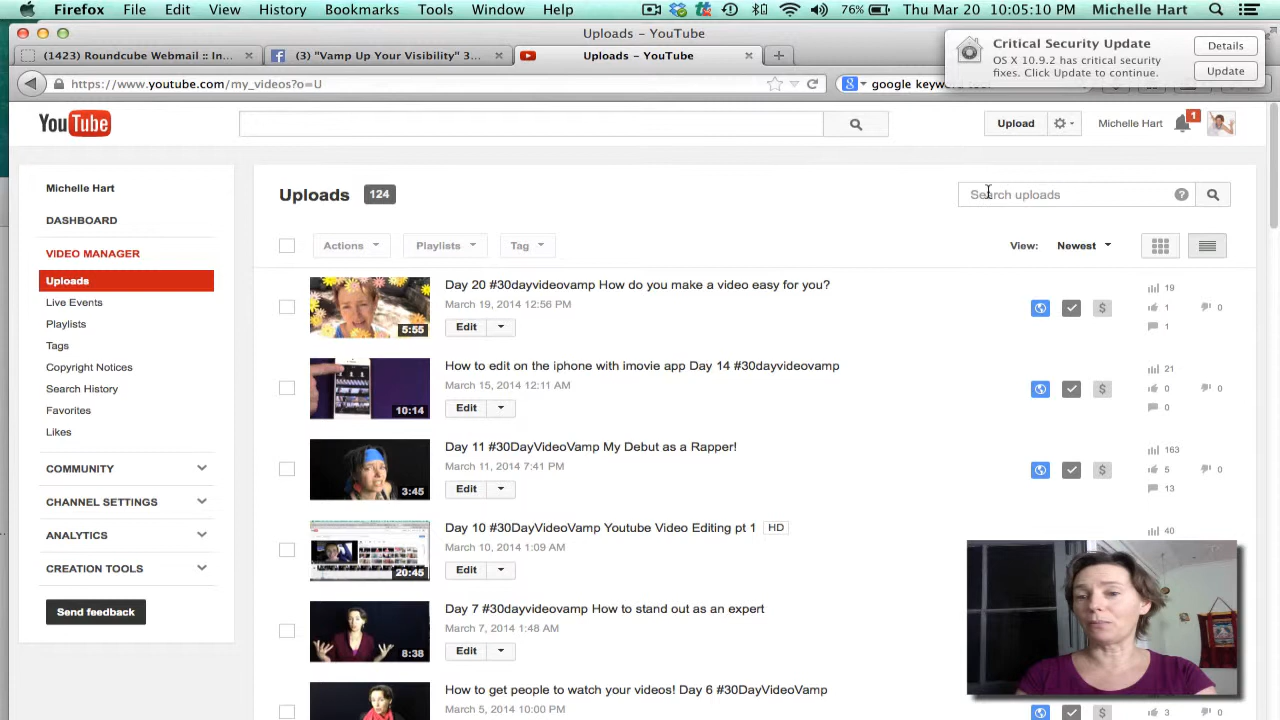 Firefox File Edit View History Bookmarks Tools Window Help 76% Thu Mar 20 10:05:10 PM Michelle Hart
Uploads – YouTube
(1423) Roundcube Webmail :: In... (3) "Vamp Up Your Visibility" 3... Uploads – YouTube
Critical Security Update
OS X 10.9.2 has critical security
fixes. Click Update to continue.
Details
Update
https://www.youtube.com/my_videos?o=U
google keyword
YouTube
Upload
Michelle Hart
1
Michelle Hart
DASHBOARD
VIDEO MANAGER
Uploads
Live Events
Playlists
Tags
Copyright Notices
Search History
Favorites
Likes
COMMUNITY
CHANNEL SETTINGS
ANALYTICS
CREATION TOOLS
Send feedback
Uploads 124
Search uploads ?
Actions Playlists Tag
View: Newest
Day 20 #30dayvideovamp How do you make a video easy for you?
March 19, 2014 12:56 PM
Edit
5:55
$
19
1 0
1
How to edit on the iphone with imovie app Day 14 #30dayvideovamp
March 15, 2014 12:11 AM
Edit
10:14
$
21
0 0
0
Day 11 #30DayVideoVamp My Debut as a Rapper!
March 11, 2014 7:41 PM
Edit
3:45
$
163
5 0
13
Day 10 #30DayVideoVamp Youtube Video Editing pt 1 HD
March 10, 2014 1:09 AM
Edit
20:45
40
Day 7 #30dayvideovamp How to stand out as an expert
March 7, 2014 1:48 AM
Edit
8:38
How to get people to watch your videos! Day 6 #30DayVideoVamp
March 5, 2014 10:00 PM
$
3 0